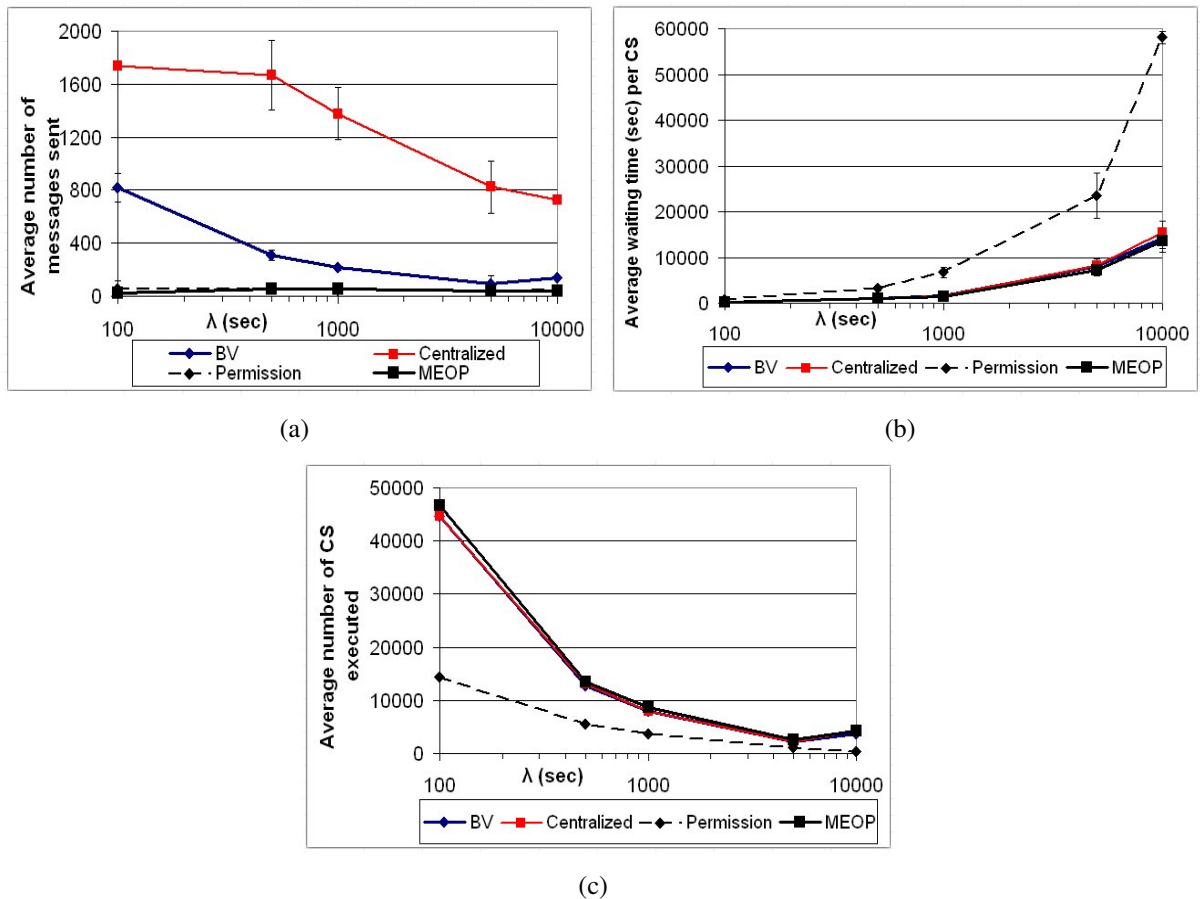 Average number of
messages sent
2000
1600
1200
800
400
0
100 λ (sec) 1000 10000
BV Centralized
Permission MEOP
(a)
Average waiting time (sec) per CS
60000
50000
40000
30000
20000
10000
0
100 λ (sec) 1000 10000
BV Centralized Permission MEOP
(b)
Average number of CS
executed
50000
40000
30000
20000
10000
0
100 λ (sec) 1000 10000
BV Centralized Permission MEOP
(c)